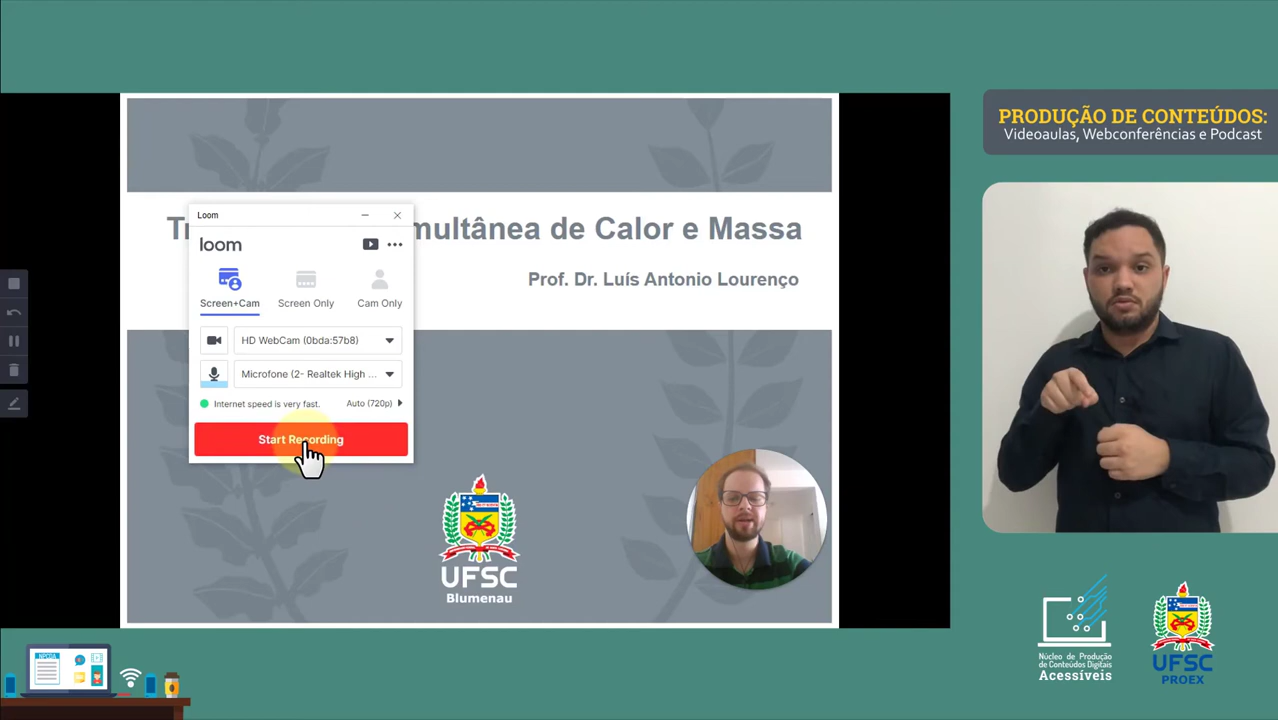 PRODUÇÃO DE CONTEÚDOS:
Videoaulas, Webconferências e Podcast
multânea de Calor e Massa
Prof. Dr. Luís Antonio Lourenço
Loom
loom
Screen+Cam
Screen Only
Cam Only
HD WebCam (0bda:57b8)
Microfone (2- Realtek High ...
Internet speed is very fast.
Auto (720p)
Start Recording
UFSC
Blumenau
NPCDA
Núcleo de Produção
de Conteúdos Digitais
Acessíveis
UFSC
PROEX